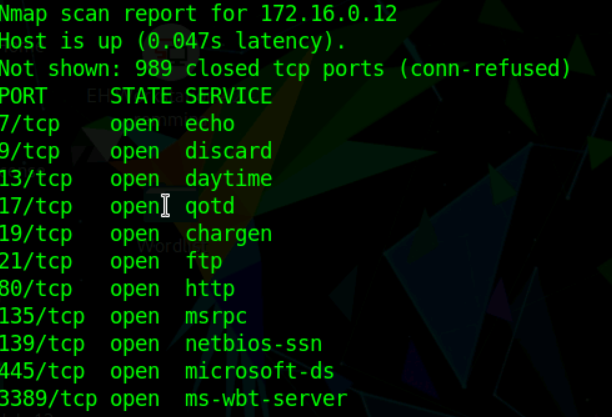 Nmap scan report for 172.16.0.12
Host is up (0.047s latency).
Not shown: 989 closed tcp ports (conn-refused)
PORT     STATE SERVICE
7/tcp    open  echo
9/tcp    open  discard
13/tcp   open  daytime
17/tcp   open  qotd
19/tcp   open  chargen
21/tcp   open  ftp
80/tcp   open  http
135/tcp  open  msrpc
139/tcp  open  netbios-ssn
445/tcp  open  microsoft-ds
3389/tcp open  ms-wbt-server